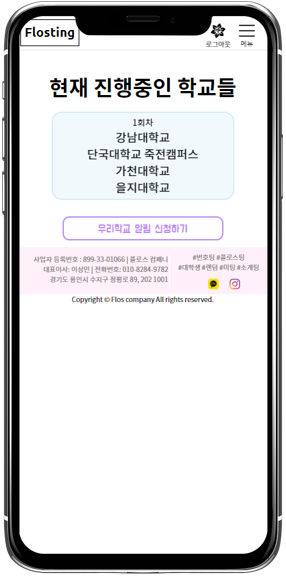 Flosting
로그아웃
메뉴
현재 진행중인 학교들
1회차
강남대학교
단국대학교 죽전캠퍼스
가천대학교
을지대학교
우리학교 알림 신청하기
사업자 등록번호 : 899-33-01066 | 플로스 컴퍼니
대표이사: 이상민 | 전화번호: 010-8284-9782
경기도 용인시 수지구 정평로 89, 202 1001
#번호팅 #플로스팅
#대학생 #랜덤 #미팅 #소개팅
Copyright © Flos company All rights reserved.